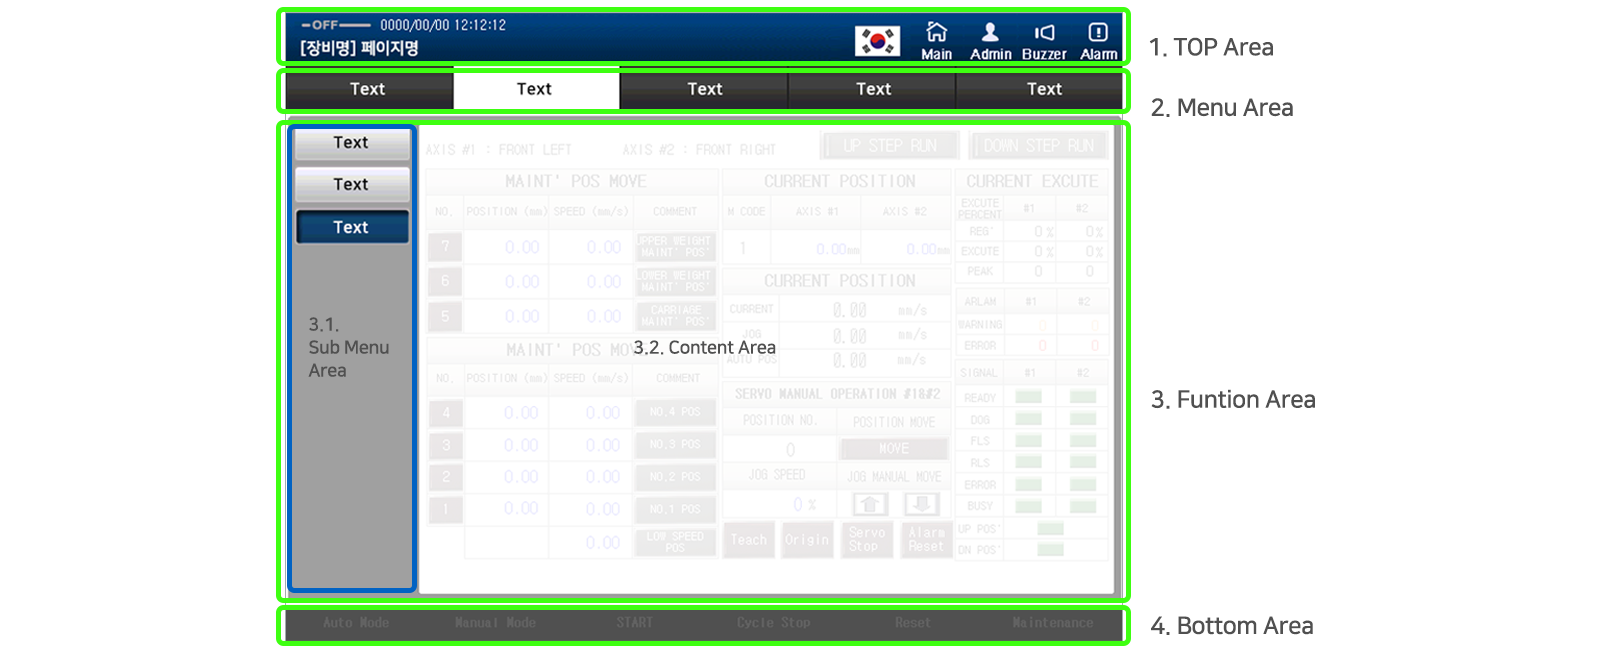 OFF 0000/00/00 12:12:12
[장비명] 페이지명
Main Admin Buzzer Alarm
1. TOP Area
Text Text Text Text Text
2. Menu Area
Text
Text
Text
3.1.
Sub Menu
Area
AXIS #1 : FRONT LEFT AXIS #2 : FRONT RIGHT UP STEP RUN DOWN STEP RUN
MAINT' POS MOVE
NO. POSITION (mm) SPEED (mm/s) COMMENT
7 0.00 0.00 UPPER WEIGHT MAINT' POS'
6 0.00 0.00 LOWER WEIGHT MAINT' POS'
5 0.00 0.00 CARRIAGE MAINT' POS'
MAINT' POS MOVE
3.2. Content Area
NO. POSITION (mm) SPEED (mm/s) COMMENT
4 0.00 0.00 NO.4 POS
3 0.00 0.00 NO.3 POS
2 0.00 0.00 NO.2 POS
1 0.00 0.00 NO.1 POS
0.00 LOW SPEED POS
CURRENT POSITION
M CODE AXIS #1 AXIS #2
1 0.00mm 0.00mm
CURRENT POSITION
CURRENT 0.00 mm/s
JOG 0.00 mm/s
AUTO POS 0.00 mm/s
SERVO MANUAL OPERATION #1&#2
POSITION NO. POSITION MOVE
0 MOVE
JOG SPEED JOG MANUAL MOVE
0 %
Teach Origin Servo Stop Alarm Reset
CURRENT EXCUTE
EXCUTE PERCENT #1 #2
REG' 0 % 0 %
EXCUTE 0 % 0 %
PEAK 0 0
ARLAM #1 #2
WARNING 0 0
ERROR 0 0
SIGNAL #1 #2
READY
DOG
FLS
RLS
ERROR
BUSY
UP POS'
DN POS'
3. Funtion Area
Auto Mode Manual Mode START Cycle Stop Reset Maintenance
4. Bottom Area